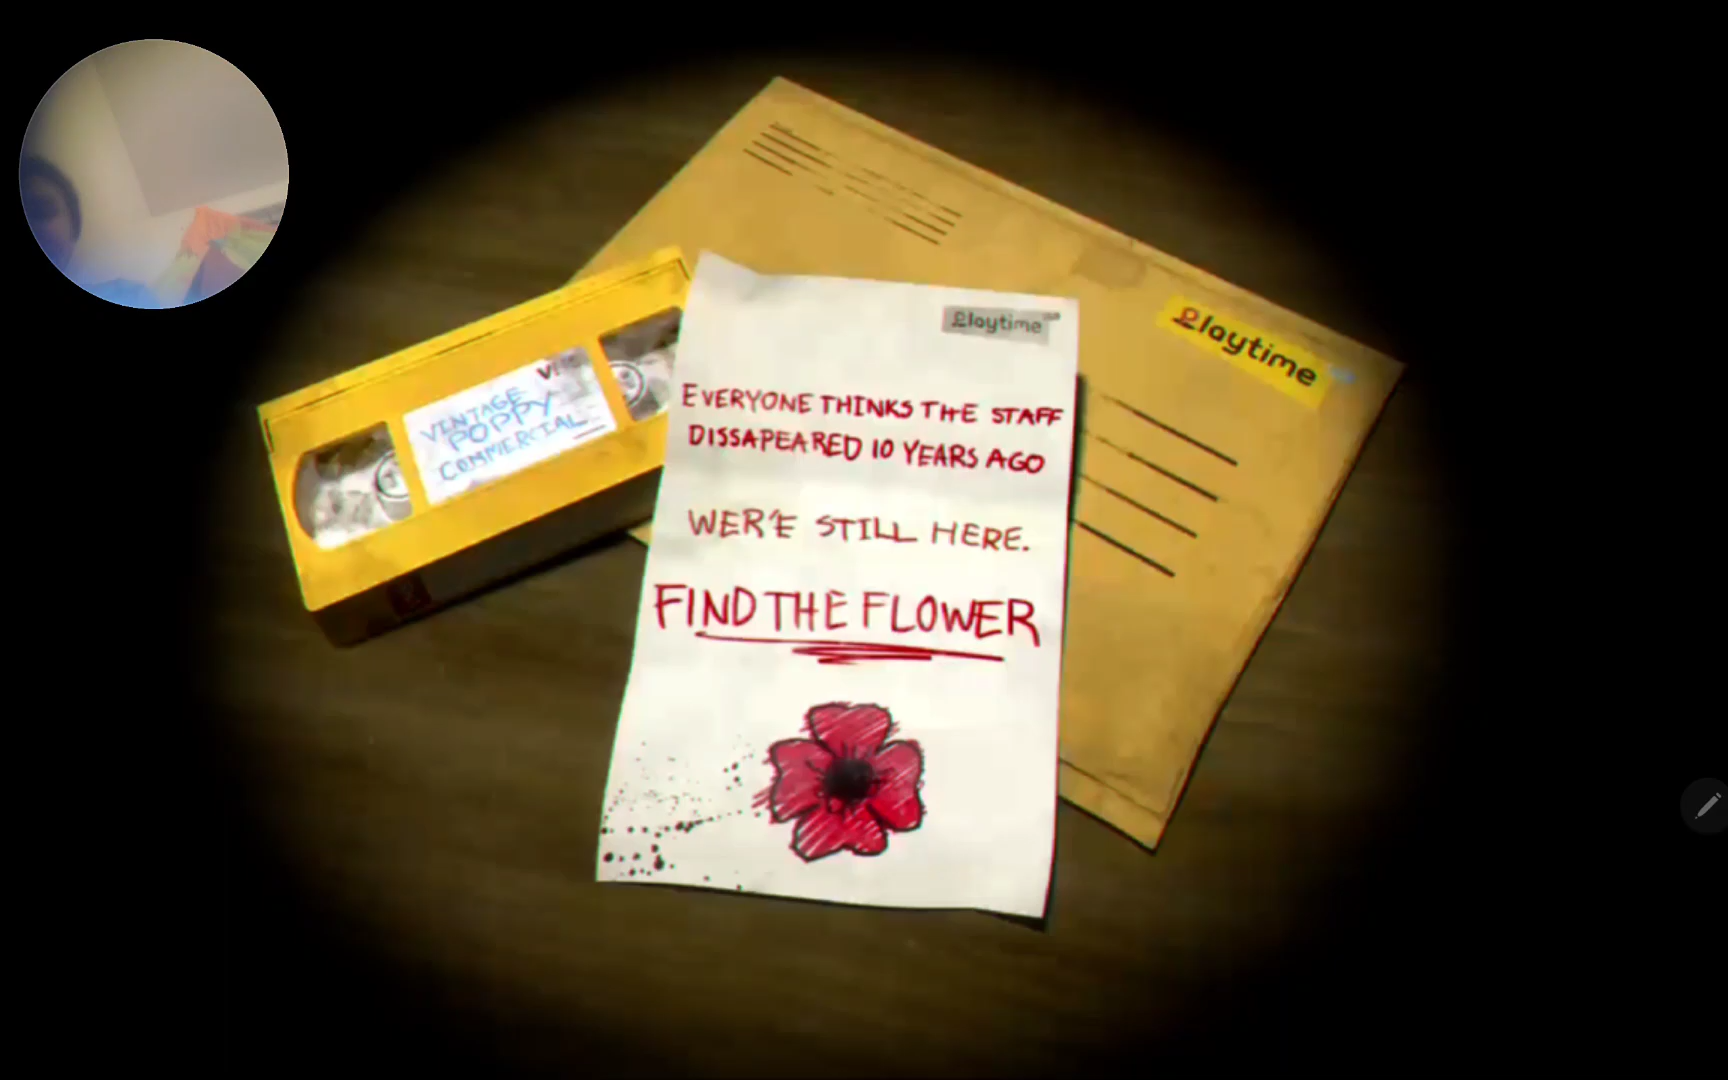 Playtime
Playtime
VINTAGE
POPPY
COMMERCIAL
EVERYONE THINKS THE STAFF
DISSAPEARED 10 YEARS AGO
WER'E STILL HERE.
FIND THE FLOWER